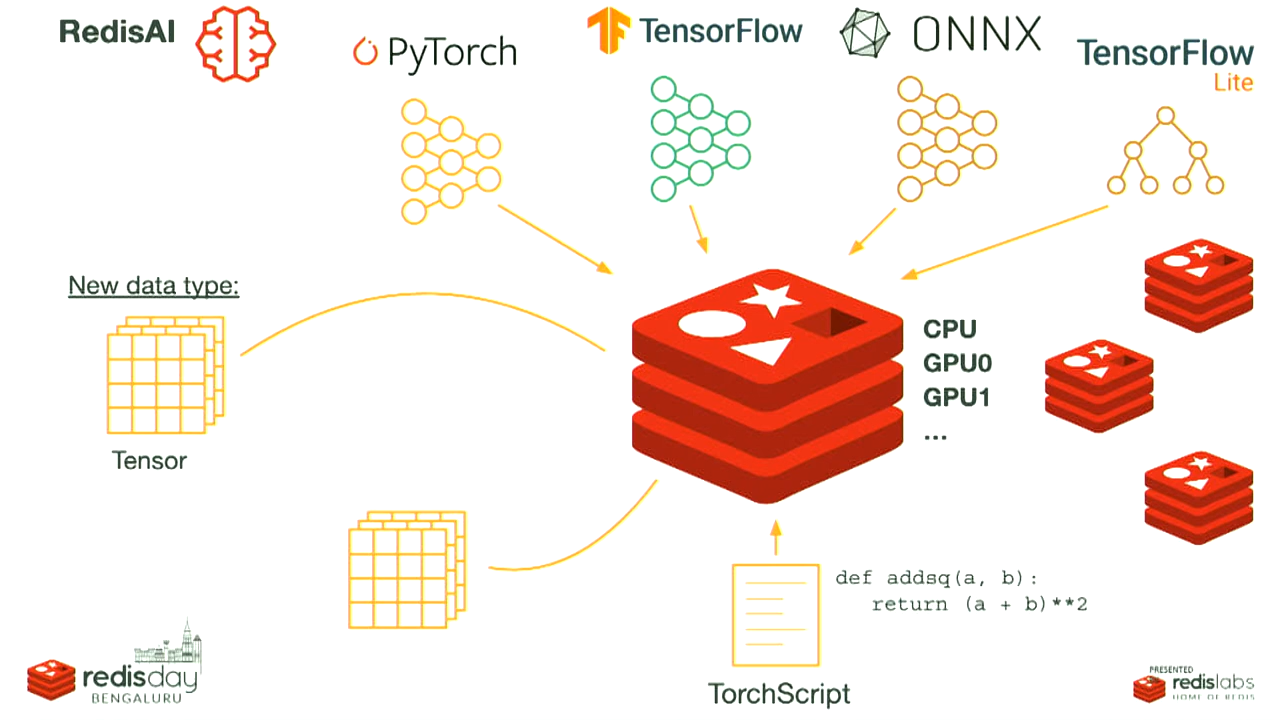 RedisAI
PyTorch
TensorFlow
ONNX
TensorFlow
Lite
New data type:
Tensor
CPU
GPU0
GPU1
...
def addsq(a, b):
return (a + b)**2
TorchScript
redisday
BENGALURU
PRESENTED
redislabs
HOME OF REDIS